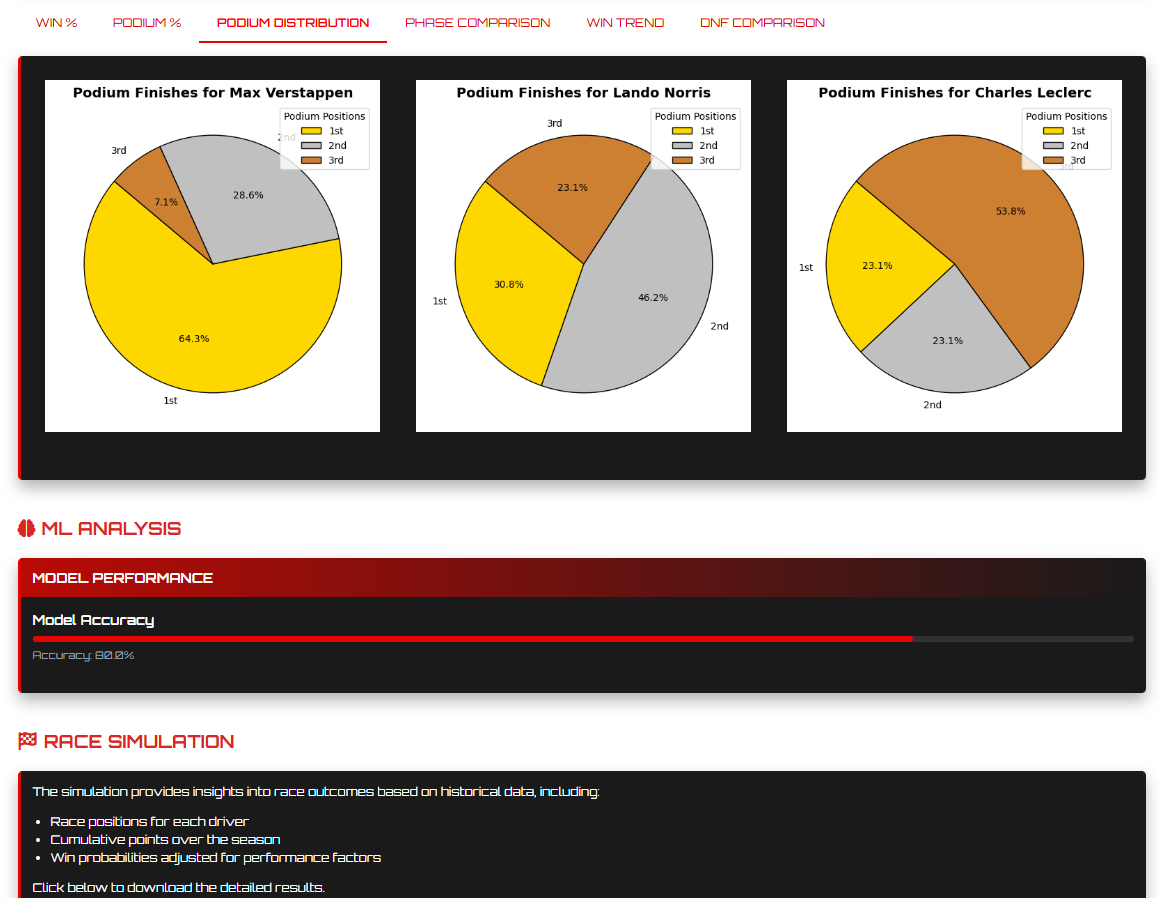 WIN % PODIUM % PODIUM DISTRIBUTION PHASE COMPARISON WIN TREND DNF COMPARISON
Podium Finishes for Max Verstappen
Podium Positions
1st
2nd
3rd
2nd
3rd
28.6%
7.1%
64.3%
1st
Podium Finishes for Lando Norris
Podium Positions
1st
2nd
3rd
3rd
23.1%
30.8%
1st
46.2%
2nd
Podium Finishes for Charles Leclerc
Podium Positions
1st
2nd
3rd
3rd
53.8%
1st
23.1%
23.1%
2nd
ML ANALYSIS
MODEL PERFORMANCE
Model Accuracy
Accuracy: 80.0%
RACE SIMULATION
The simulation provides insights into race outcomes based on historical data, including:
• Race positions for each driver
• Cumulative points over the season
• Win probabilities adjusted for performance factors
Click below to download the detailed results.